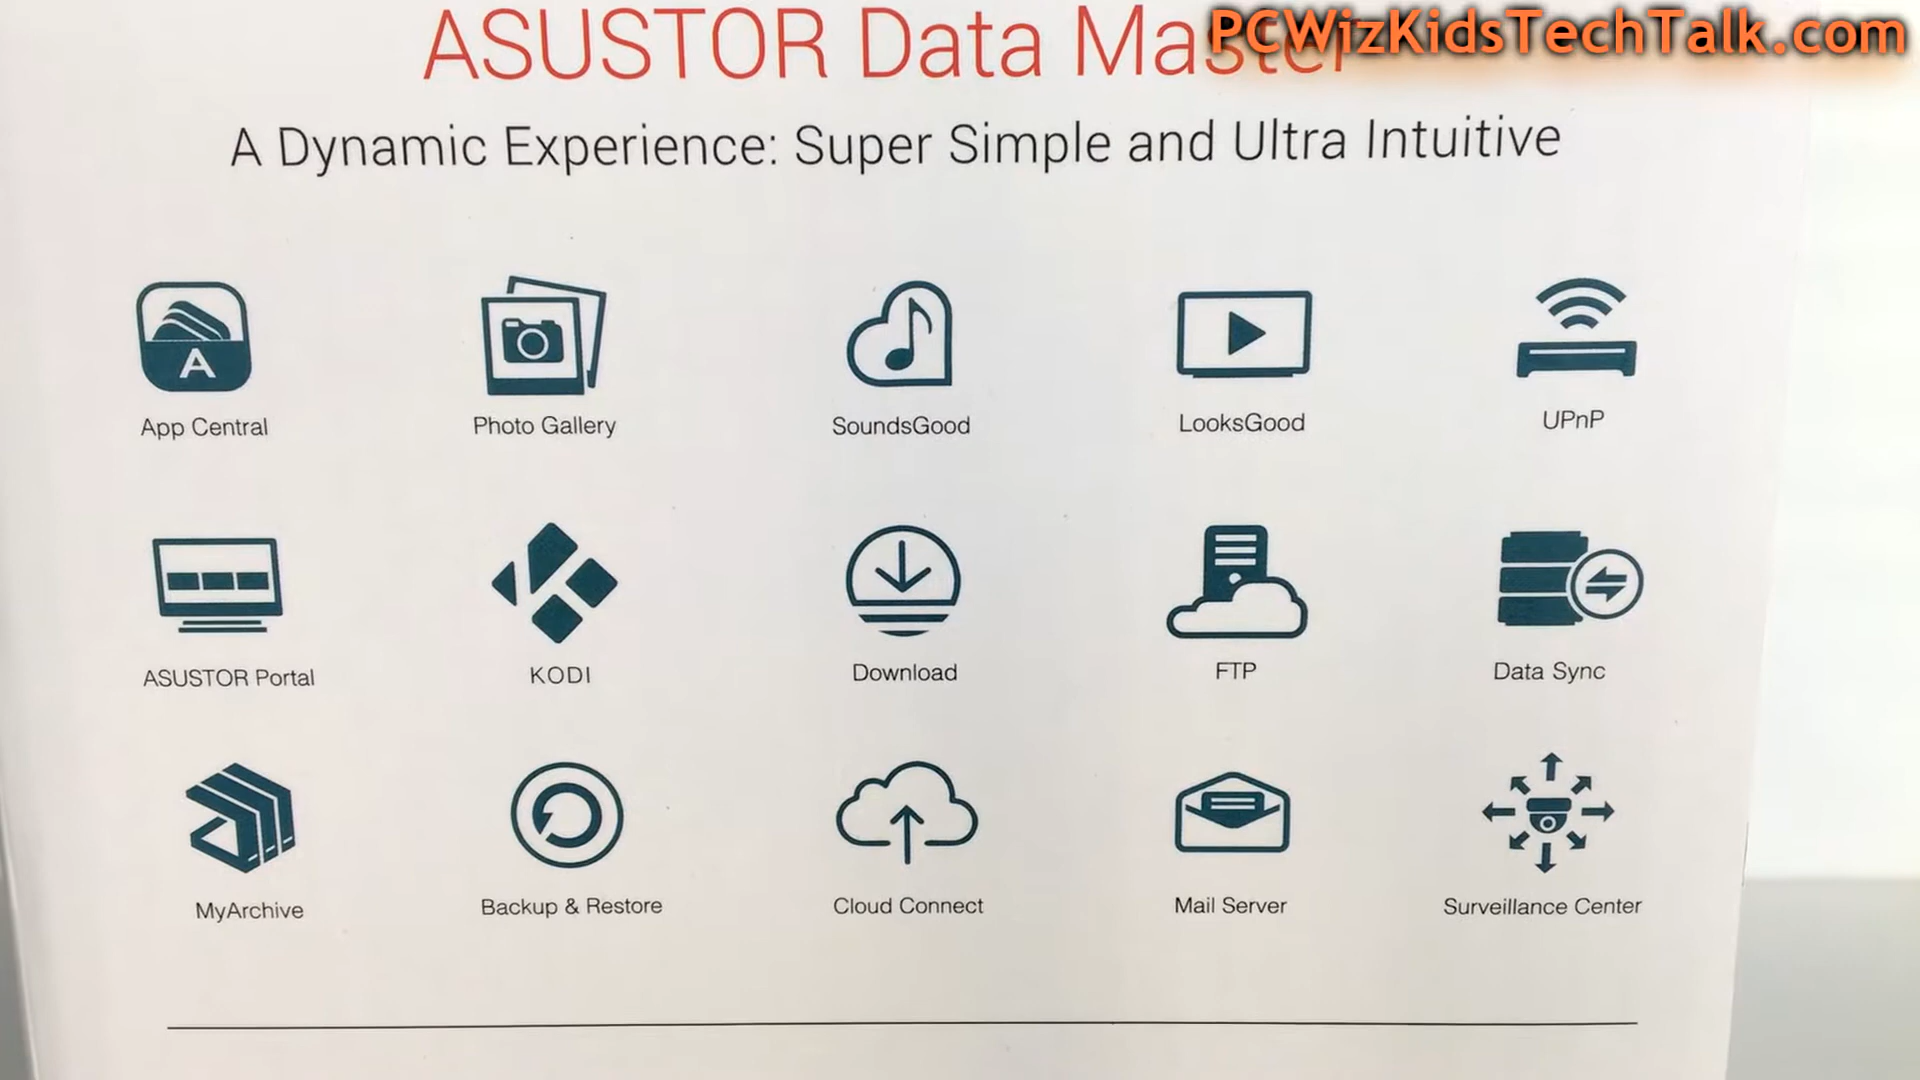 ASUSTOR Data Master
PCWizKidsTechTalk.com
A Dynamic Experience: Super Simple and Ultra Intuitive
A
App Central
Photo Gallery
SoundsGood
LooksGood
UPnP
ASUSTOR Portal
KODI
Download
FTP
Data Sync
MyArchive
Backup & Restore
Cloud Connect
Mail Server
Surveillance Center